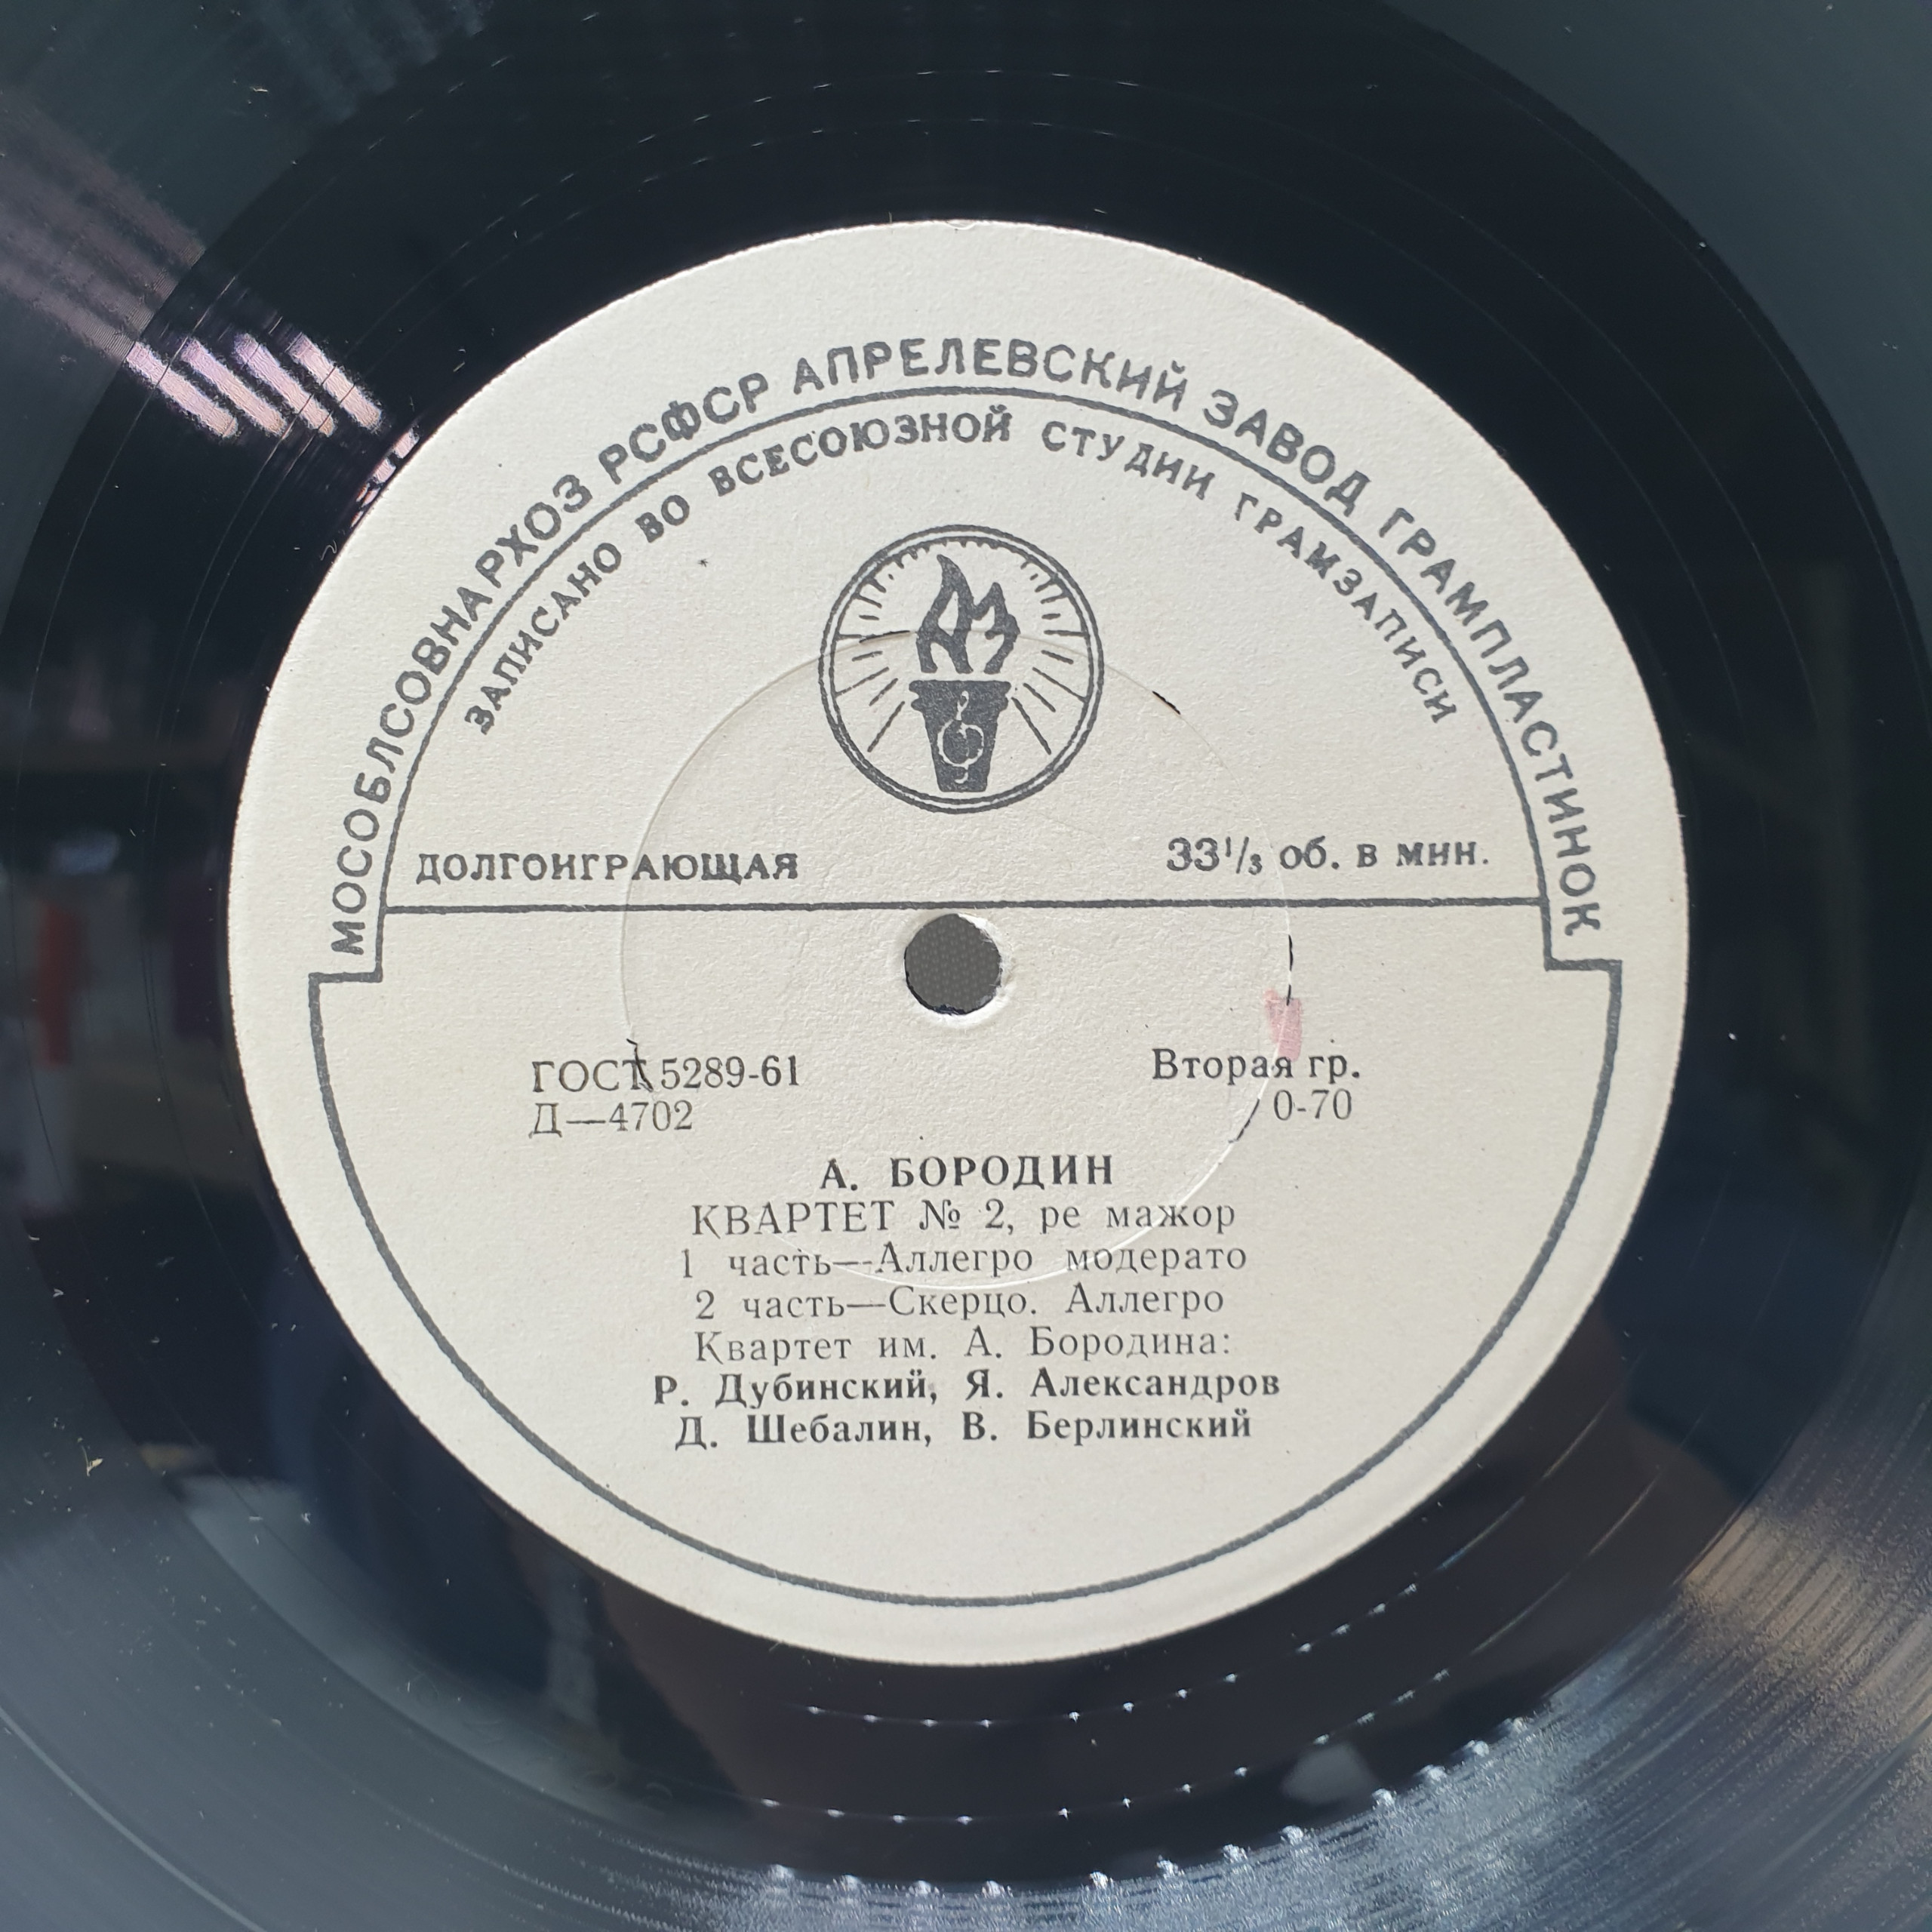 МОСОБЛСОВНАРХОЗ РСФСР АПРЕЛЕВСКИЙ ЗАВОД ГРАМПЛАСТИНОК
ЗАПИСАНО ВО ВСЕСОЮЗНОЙ СТУДИИ ГРАМЗАПИСИ
АЗ
ДОЛГОИГРАЮЩАЯ 33⅓ об. в мин.
ГОСТ 5289-61 Вторая гр.
Д—4702 0-70
А. БОРОДИН
КВАРТЕТ № 2, ре мажор
1 часть—Аллегро модерато
2 часть—Скерцо. Аллегро
Квартет им. А. Бородина:
Р. Дубинский, Я. Александров
Д. Шебалин, В. Берлинский